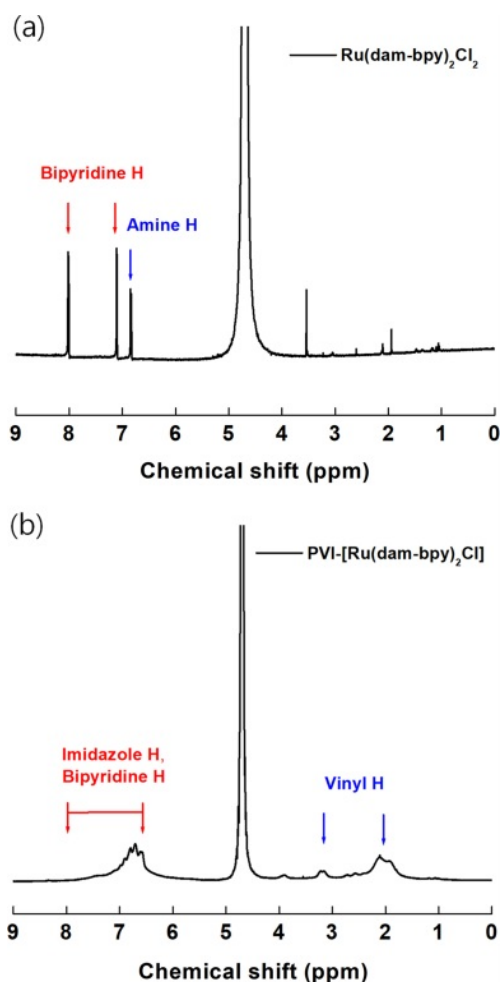 (a)
Ru(dam-bpy)₂Cl₂
Bipyridine H
Amine H
9 8 7 6 5 4 3 2 1 0
Chemical shift (ppm)
(b)
PVI-[Ru(dam-bpy)₂Cl]
Imidazole H,
Bipyridine H
Vinyl H
9 8 7 6 5 4 3 2 1 0
Chemical shift (ppm)